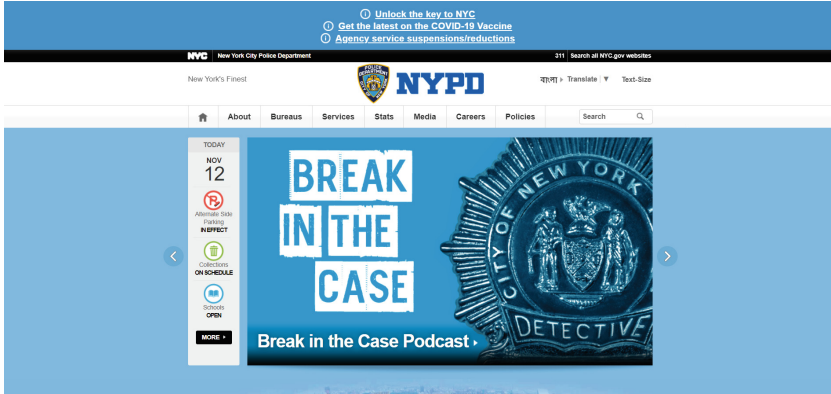 Unlock the key to NYC
Get the latest on the COVID-19 Vaccine
Agency service suspensions/reductions
NYC New York City Police Department 311 Search all NYC.gov websites
New York's Finest
POLICE DEPARTMENT
NYPD
বাংলা Translate ▼ Text-Size
About Bureaus Services Stats Media Careers Policies Search
TODAY
NOV
12
Alternate Side
Parking
IN EFFECT
Collections
ON SCHEDULE
Schools
OPEN
MORE
BREAK
IN THE
CASE
CITY OF NEW YORK
DETECTIVE
Break in the Case Podcast